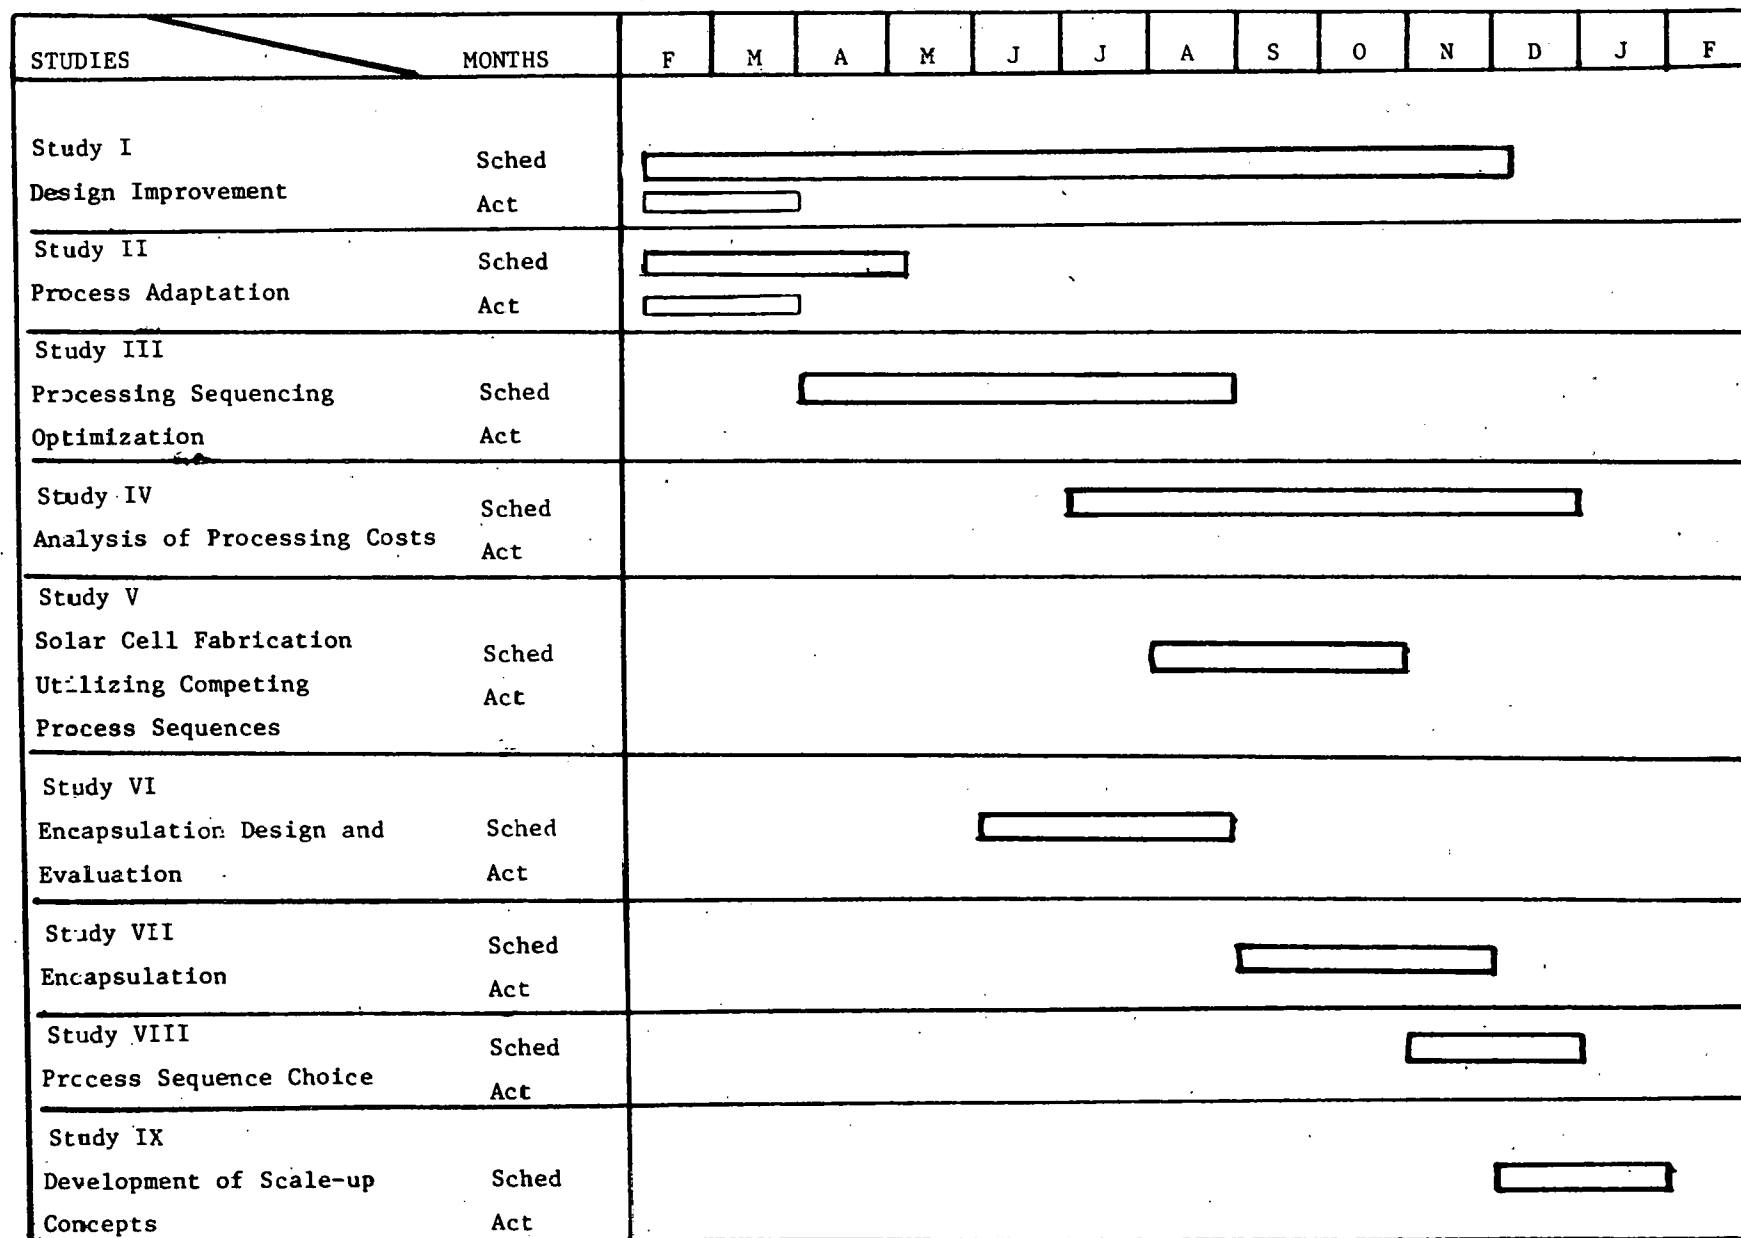 STUDIES MONTHS F M A M J J A S O N D J F
Study I
Sched
Design Improvement
Act
Study II
Sched
Process Adaptation
Act
Study III
Processing Sequencing Sched
Optimization Act
Study IV
Sched
Analysis of Processing Costs
Act
Study V
Solar Cell Fabrication
Sched
Utilizing Competing
Act
Process Sequences
Study VI
Encapsulation Design and Sched
Evaluation Act
Study VII
Sched
Encapsulation
Act
Study VIII
Sched
Process Sequence Choice
Act
Study IX
Development of Scale-up Sched
Concepts Act